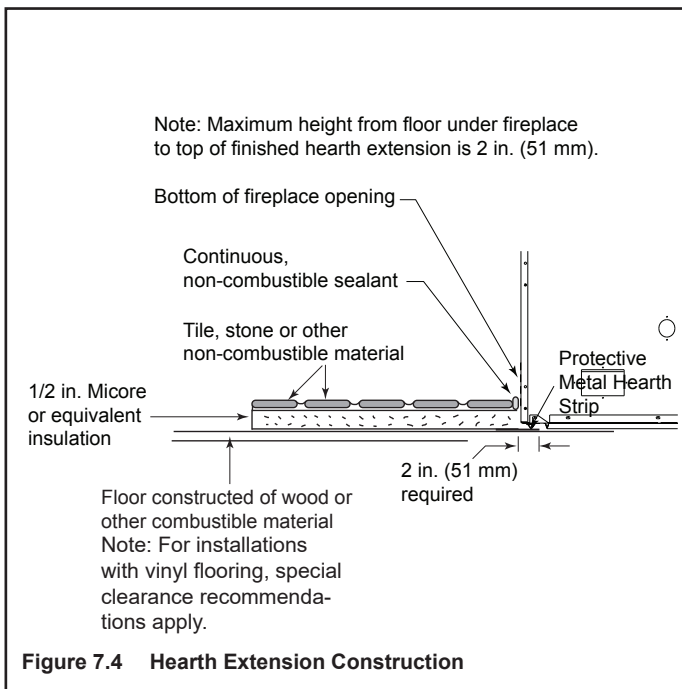 Note: Maximum height from floor under fireplace
to top of finished hearth extension is 2 in. (51 mm).
Bottom of fireplace opening
Continuous,
non-combustible sealant
Tile, stone or other
non-combustible material
Protective
Metal Hearth
Strip
1/2 in. Micore
or equivalent
insulation
2 in. (51 mm)
required
Floor constructed of wood or
other combustible material
Note: For installations
with vinyl flooring, special
clearance recommenda-
tions apply.
Figure 7.4 Hearth Extension Construction